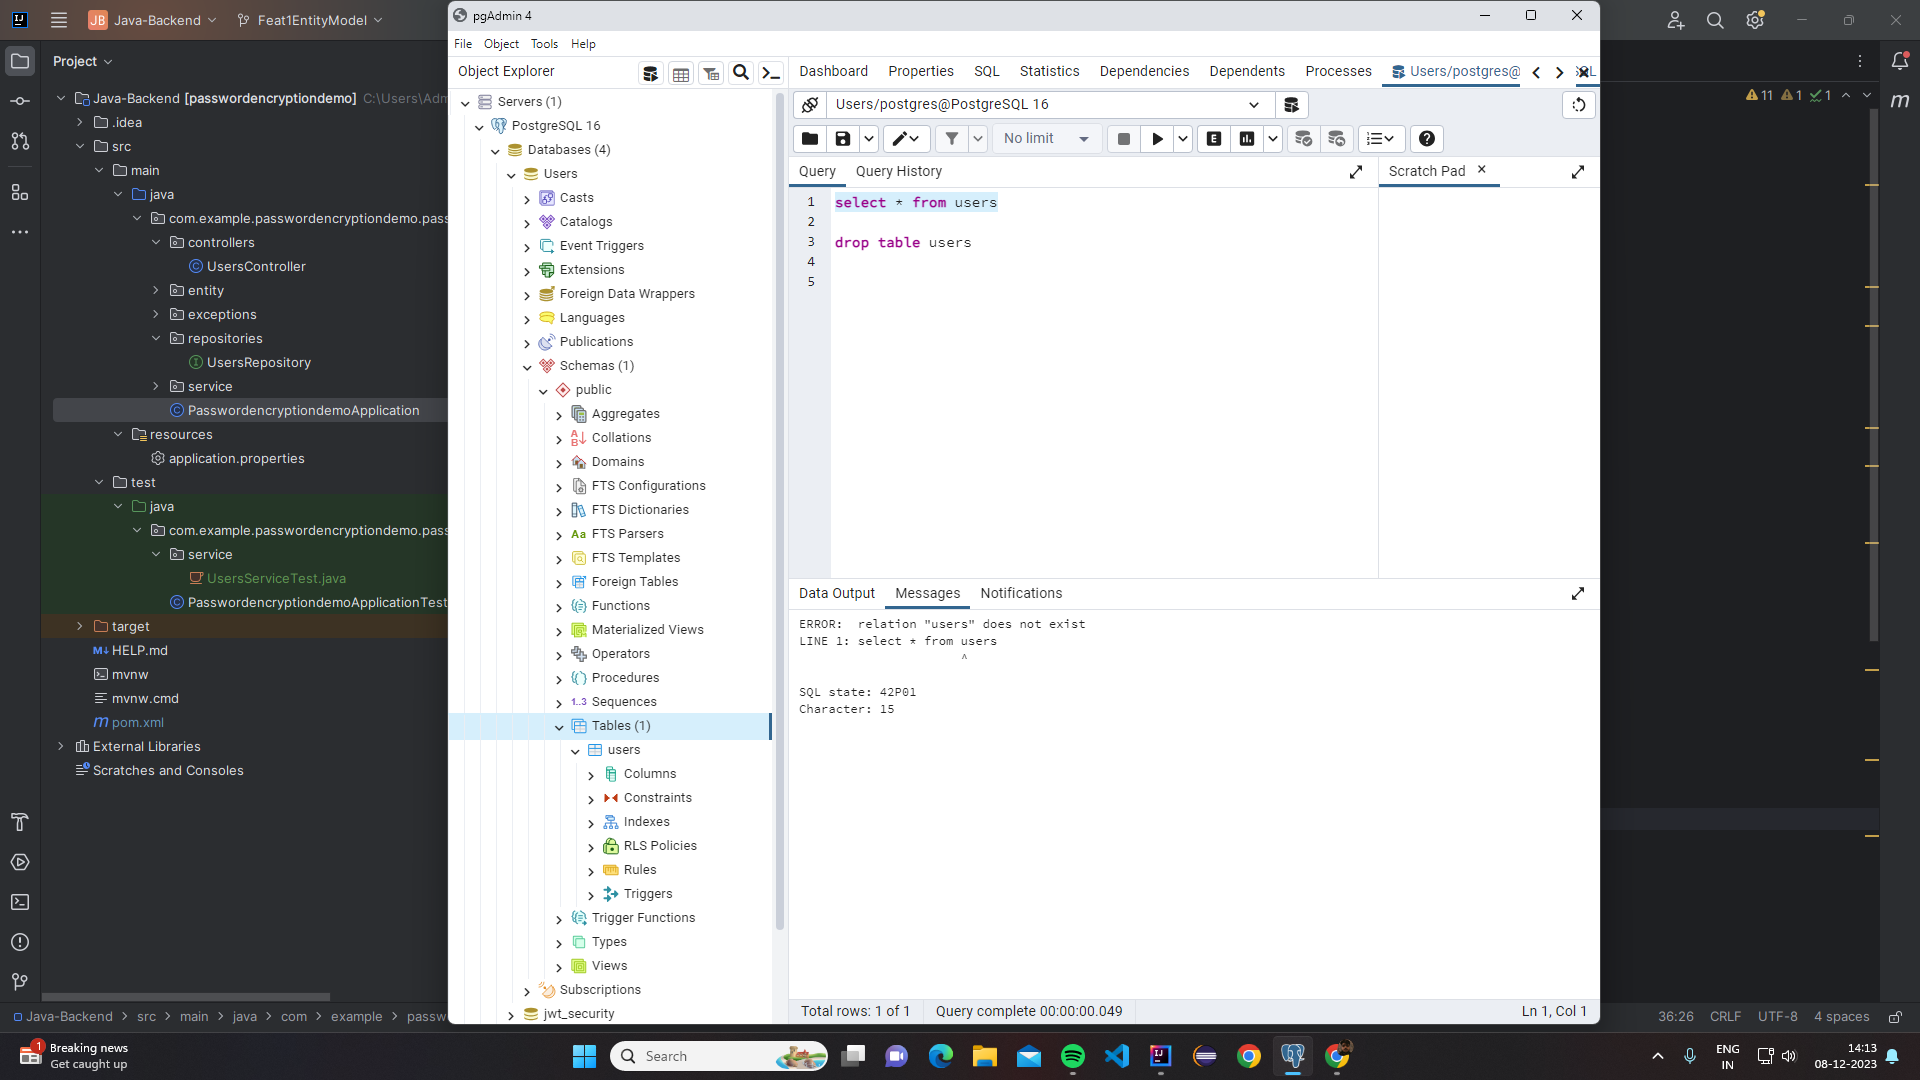 JB Java-Backend
Feat1EntityModel
Project
Java-Backend [passwordencryptiondemo] C:\Users\Adm
.idea
src
main
java
com.example.passwordencryptiondemo.pass
controllers
UsersController
entity
exceptions
repositories
UsersRepository
service
PasswordencryptiondemoApplication
resources
application.properties
test
java
com.example.passwordencryptiondemo.pass
service
UsersServiceTest.java
PasswordencryptiondemoApplicationTest
target
HELP.md
mvnw
mvnw.cmd
pom.xml
External Libraries
Scratches and Consoles
Java-Backend > src > main > java > com > example > passw
pgAdmin 4
File Object Tools Help
Object Explorer
Servers (1)
PostgreSQL 16
Databases (4)
Users
Casts
Catalogs
Event Triggers
Extensions
Foreign Data Wrappers
Languages
Publications
Schemas (1)
public
Aggregates
Collations
Domains
FTS Configurations
FTS Dictionaries
Aa FTS Parsers
FTS Templates
Foreign Tables
Functions
Materialized Views
Operators
Procedures
1..3 Sequences
Tables (1)
users
Columns
Constraints
Indexes
RLS Policies
Rules
Triggers
Trigger Functions
Types
Views
Subscriptions
jwt_security
Dashboard Properties SQL Statistics Dependencies Dependents Processes Users/postgres@
Users/postgres@PostgreSQL 16
No limit
Query Query History
Scratch Pad
1 select * from users
2
3 drop table users
4
5
Data Output Messages Notifications
ERROR:  relation "users" does not exist
LINE 1: select * from users
^
SQL state: 42P01
Character: 15
Total rows: 1 of 1 Query complete 00:00:00.049 Ln 1, Col 1
11 1 1
36:26 CRLF UTF-8 4 spaces
1
Breaking news
Get caught up
Search
ENG
IN
14:13
08-12-2023